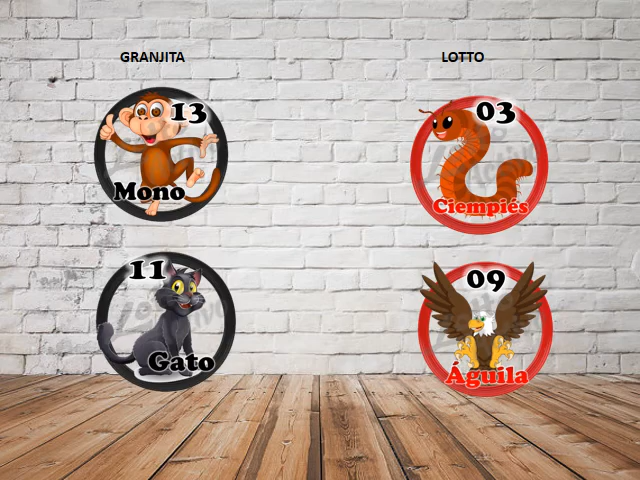 GRANJITA
LOTTO
13
Mono
03
Ciempiés
11
Gato
09
Águila